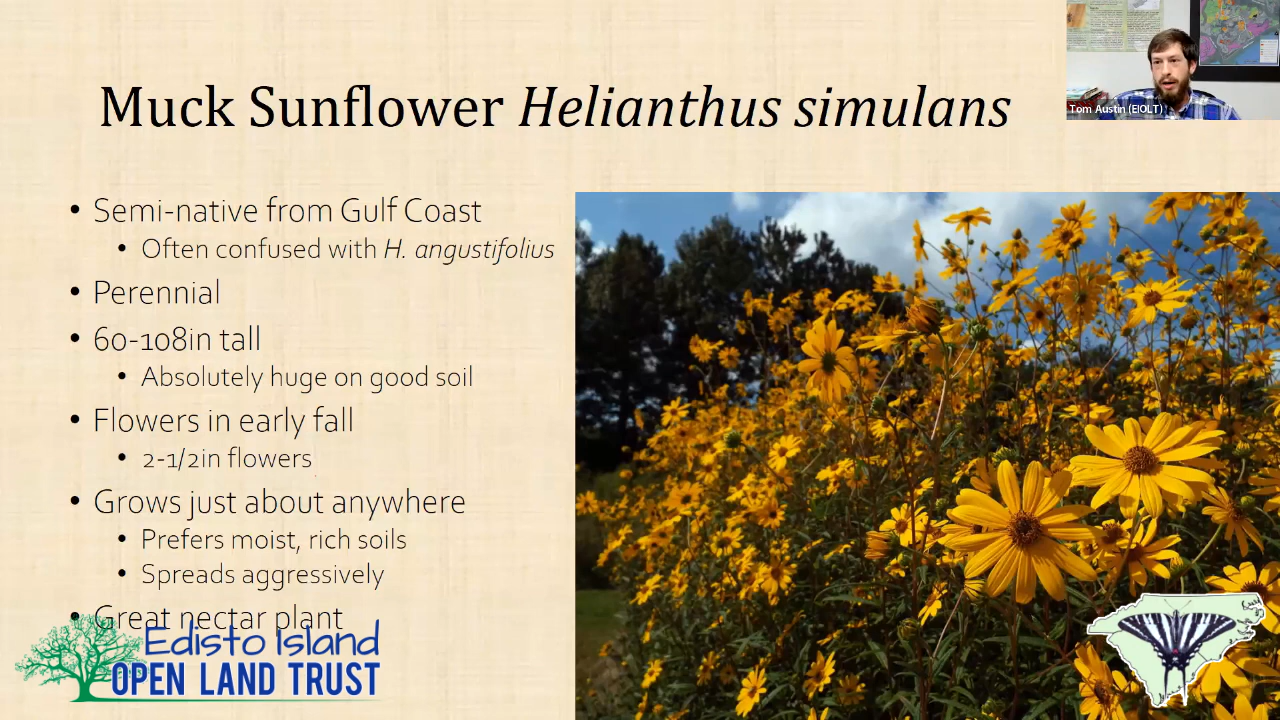 Muck Sunflower Helianthus simulans
Tom Austin (EIOLT)
• Semi-native from Gulf Coast
• Often confused with H. angustifolius
• Perennial
• 60-108in tall
• Absolutely huge on good soil
• Flowers in early fall
• 2-1/2in flowers
• Grows just about anywhere
• Prefers moist, rich soils
• Spreads aggressively
• Great nectar plant
Edisto Island
OPEN LAND TRUST